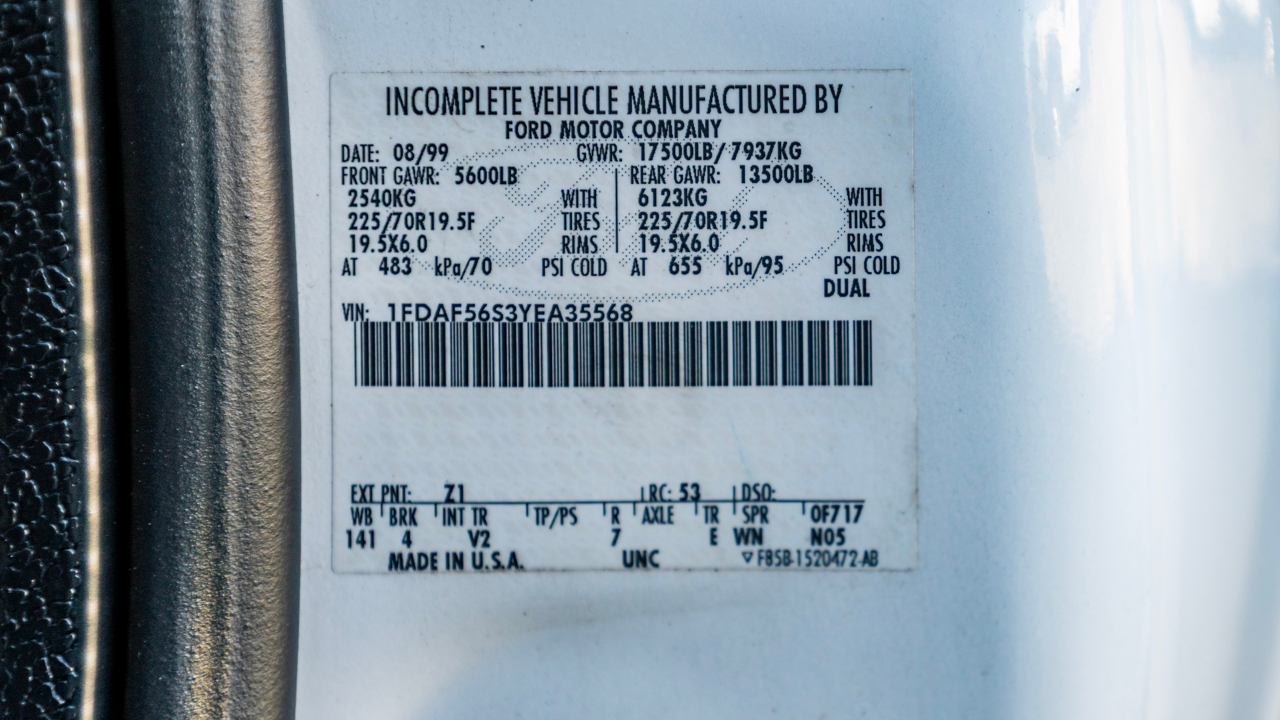 INCOMPLETE VEHICLE MANUFACTURED BY
FORD MOTOR COMPANY
DATE: 08/99 GVWR: 17500LB/7937KG
FRONT GAWR: 5600LB REAR GAWR: 13500LB
2540KG WITH 6123KG WITH
225/70R19.5F TIRES 225/70R19.5F TIRES
19.5X6.0 RIMS 19.5X6.0 RIMS
AT 483 kPa/70 PSI COLD AT 655 kPa/95 PSI COLD
DUAL
VIN: 1FDAF56S3YEA35568
EXT PNT: Z1 RC: 53 DSO:
WB BRK INT TR TP/PS R AXLE TR SPR 0F717
141 4 V2 7 E WN N05
MADE IN U.S.A. UNC ▽ F85B-1520472-AB